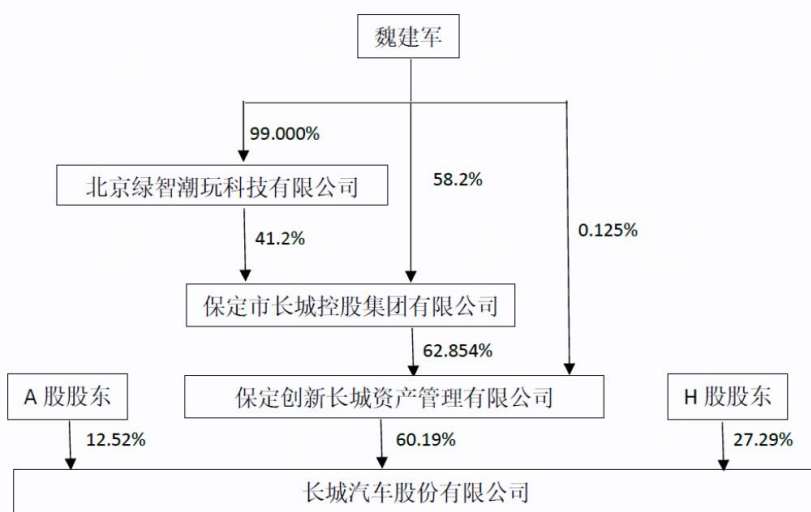 魏建军
99.000%
北京绿智潮玩科技有限公司
58.2%
41.2%
0.125%
保定市长城控股集团有限公司
62.854%
A 股股东
保定创新长城资产管理有限公司
H 股股东
12.52%
60.19%
27.29%
长城汽车股份有限公司